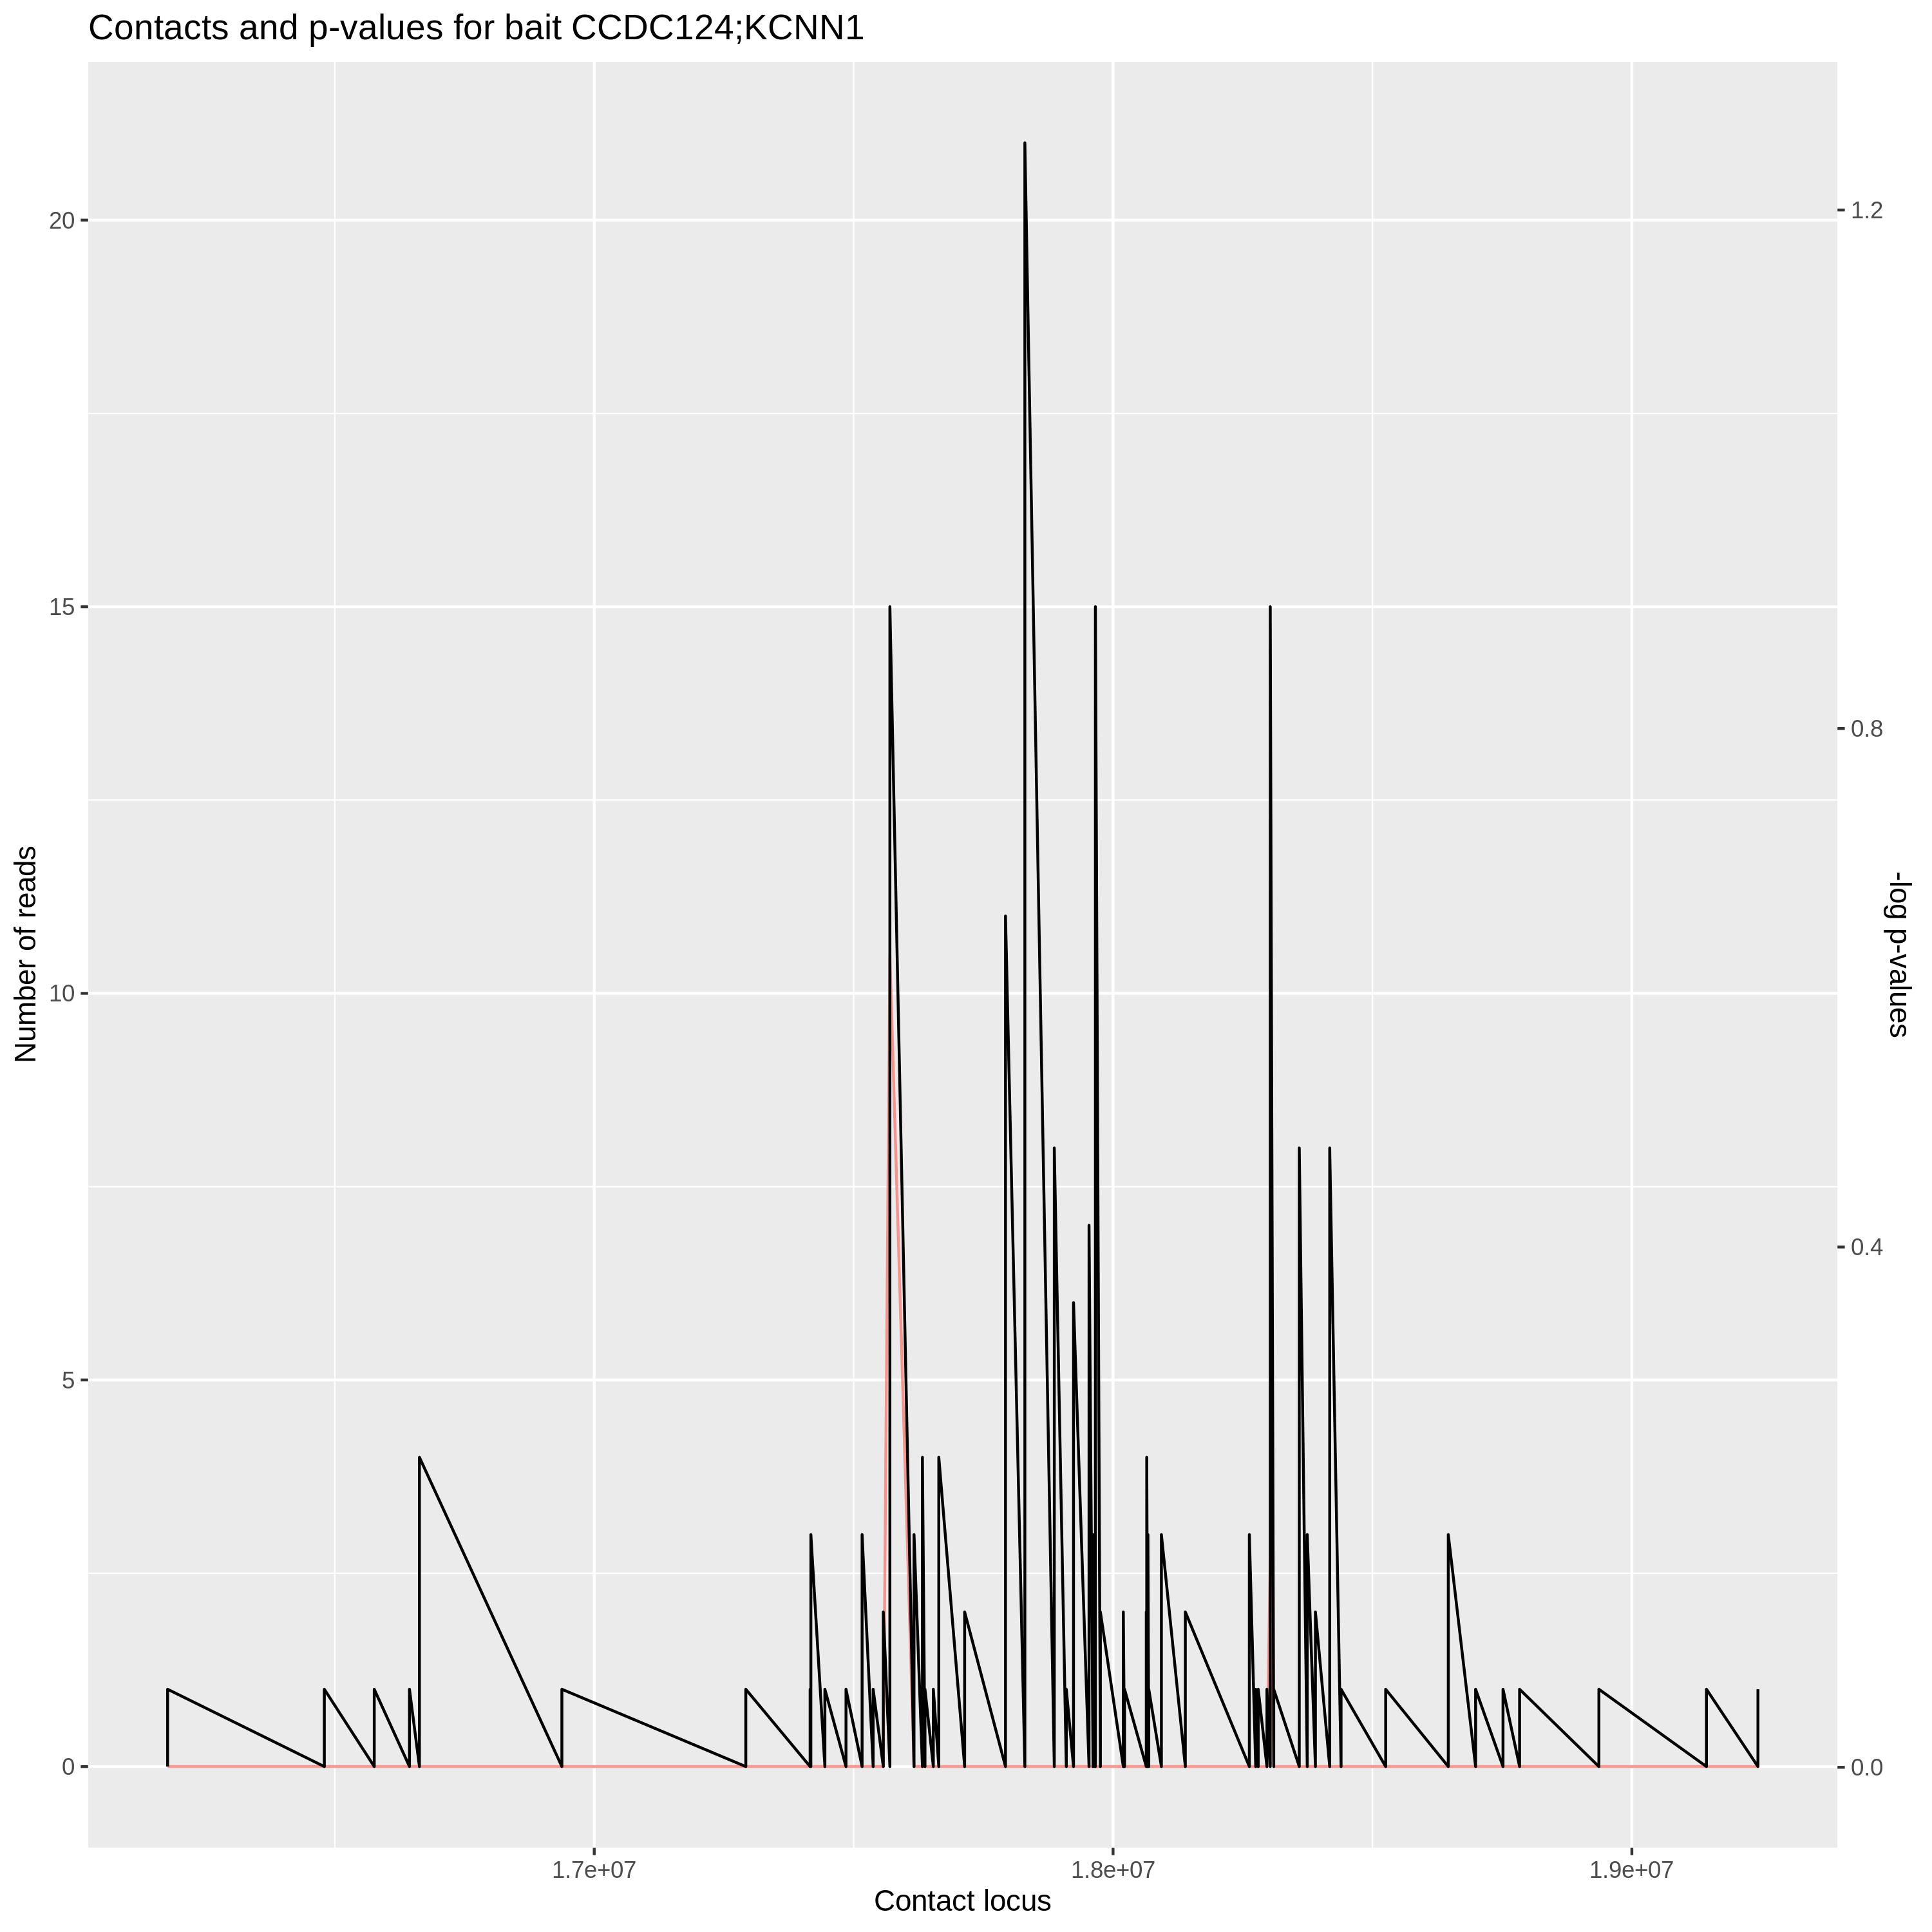 Contacts and p-values for bait CCDC124;KCNN1
20
15
10
5
0
Number of reads
1.2
0.8
0.4
0.0
-log p-values
1.7e+07 1.8e+07 1.9e+07
Contact locus